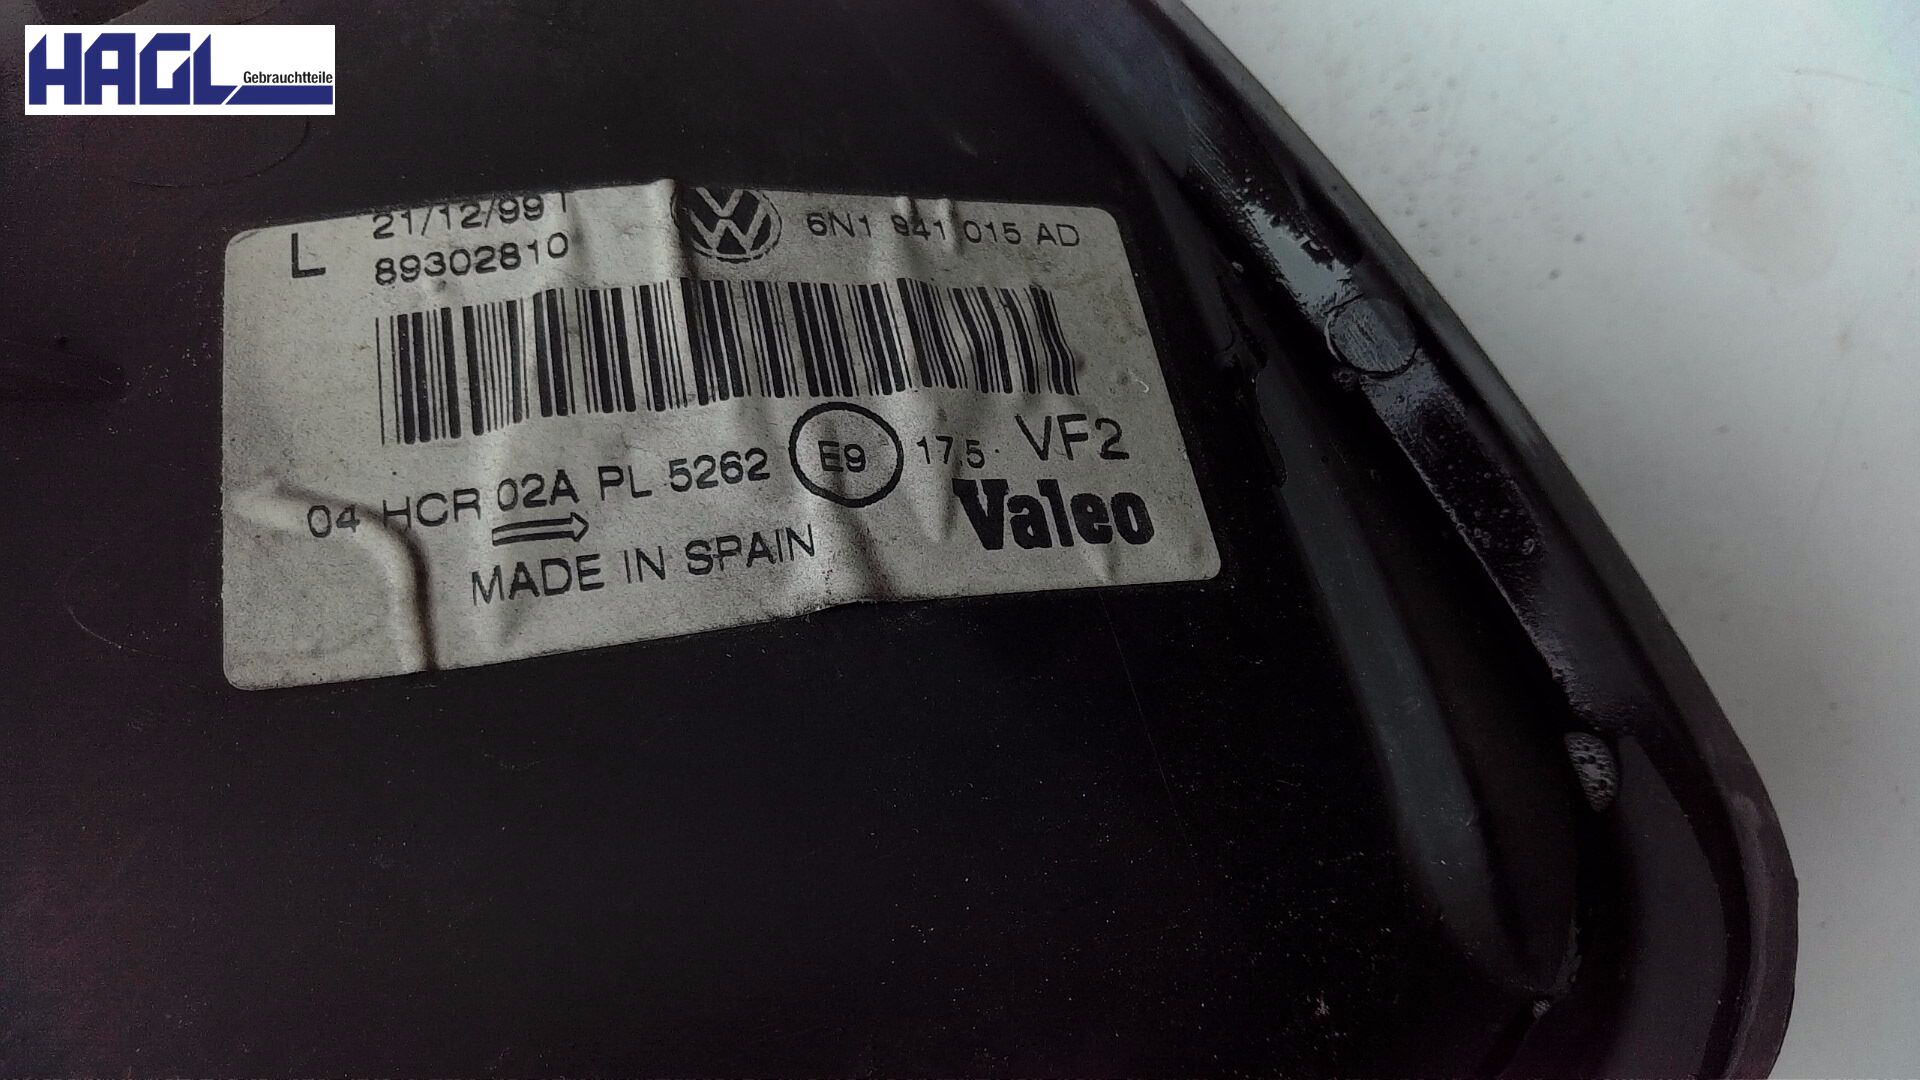 HAGL Gebrauchtteile
L 21/12/99 1
89302810
6N1 941 015 AD
04 HCR 02A PL 5262 E9 17.5 VF2
MADE IN SPAIN
Valeo